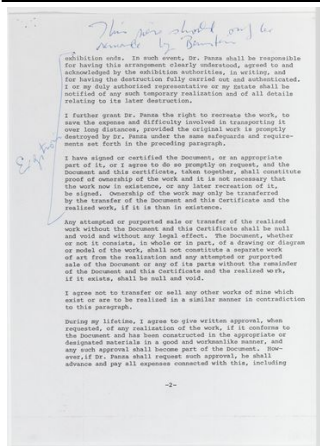 This
should only be
remade by
exhibition ends. In such event, Dr. Panza shall be responsible
for having this arrangement clearly understood, agreed to and
acknowledged by the exhibition authorities, in writing, and
for having the destruction fully carried out and authenticated.
I or my duly authorized representative or my Estate shall be
notified of any such temporary realization and of all details
relating to its later destruction.
I further grant Dr. Panza the right to recreate the work, to
save the expense and difficulty involved in transporting it
over long distances, provided the original work is promptly
destroyed by Dr. Panza under the same safeguards and require-
ments set forth in the preceding paragraph.
I have signed or certified the Document, or an appropriate
part of it, or I agree to do so promptly on request, and the
Document and this certificate, taken together, shall constitute
proof of ownership of the work and it is not necessary that
the work now in existence, or any later recreation of it,
be signed. Ownership of the work may only be transferred
by the transfer of the Document and this Certificate and the
realized work, if it is than in existence.
Any attempted or purported sale or transfer of the realized
work without the Document and this Certificate shall be null
and void and without any legal effect. The Document, whether
or not it consists, in whole or in part, of a drawing or diagram
or model of the work, shall not constitute a separate work
of art from the realization and any attempted or purported
sale of the Document or any of its parts without the remainder
of the Document and this Certificate and the realized work,
if it exists, shall be null and void.
I agree not to transfer or sell any other works of mine which
exist or are to be realized in a similar manner in contradiction
to this paragraph.
During my lifetime, I agree to give written approval, when
requested, of any realization of the work, if it conforms to
the Document and has been constructed in the appropriate or
designated materials in a good and workmanlike manner, and
any such approval shall become part of the Document. How-
ever,if Dr. Panza shall request such approval, he shall
advance and pay all expenses connected with this, including
-2-